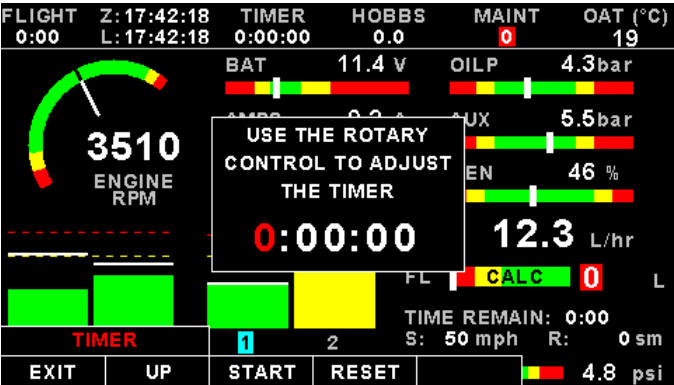 FLIGHT Z:17:42:18 TIMER HOBBS MAINT OAT (°C)
0:00 L:17:42:18 0:00:00 0.0 0 19
BAT 11.4 V OILP 4.3bar
5.5bar
3510
ENGINE
RPM
USE THE ROTARY
CONTROL TO ADJUST
THE TIMER
0:00:00
46 %
12.3 L/hr
FL CALC 0 L
TIME REMAIN: 0:00
TIMER 1 2 S: 50 mph R: 0 sm
EXIT UP START RESET 4.8 psi